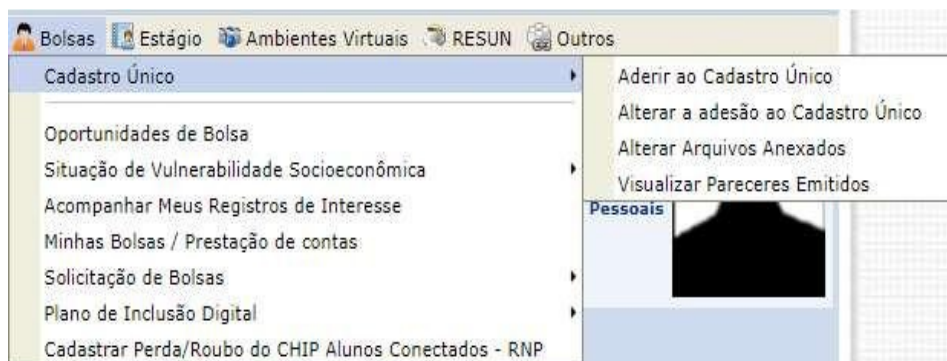 Bolsas Estágio Ambientes Virtuais RESUN Outros
Cadastro Único
Oportunidades de Bolsa
Situação de Vulnerabilidade Socioeconômica
Acompanhar Meus Registros de Interesse
Minhas Bolsas / Prestação de contas
Solicitação de Bolsas
Plano de Inclusão Digital
Cadastrar Perda/Roubo do CHIP Alunos Conectados - RNP
Aderir ao Cadastro Único
Alterar a adesão ao Cadastro Único
Alterar Arquivos Anexados
Visualizar Pareceres Emitidos
Pessoais